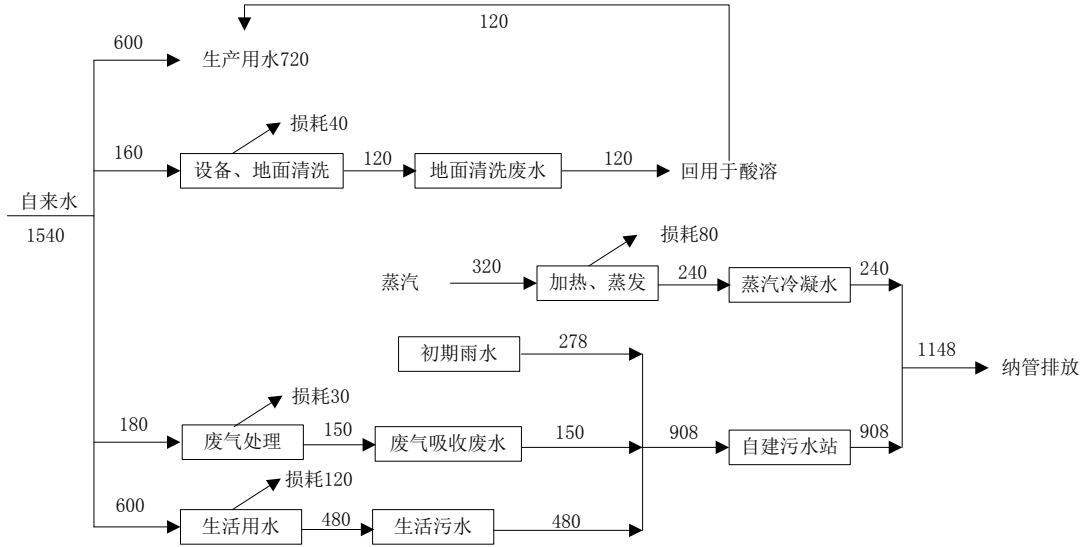 120
600
生产用水720
损耗40
160
设备、地面清洗
120
地面清洗废水
120
回用于酸溶
自来水
1540
损耗80
蒸汽
320
加热、蒸发
240
蒸汽冷凝水
240
初期雨水
278
1148
纳管排放
损耗30
180
废气处理
150
废气吸收废水
150
908
自建污水站
908
损耗120
600
生活用水
480
生活污水
480